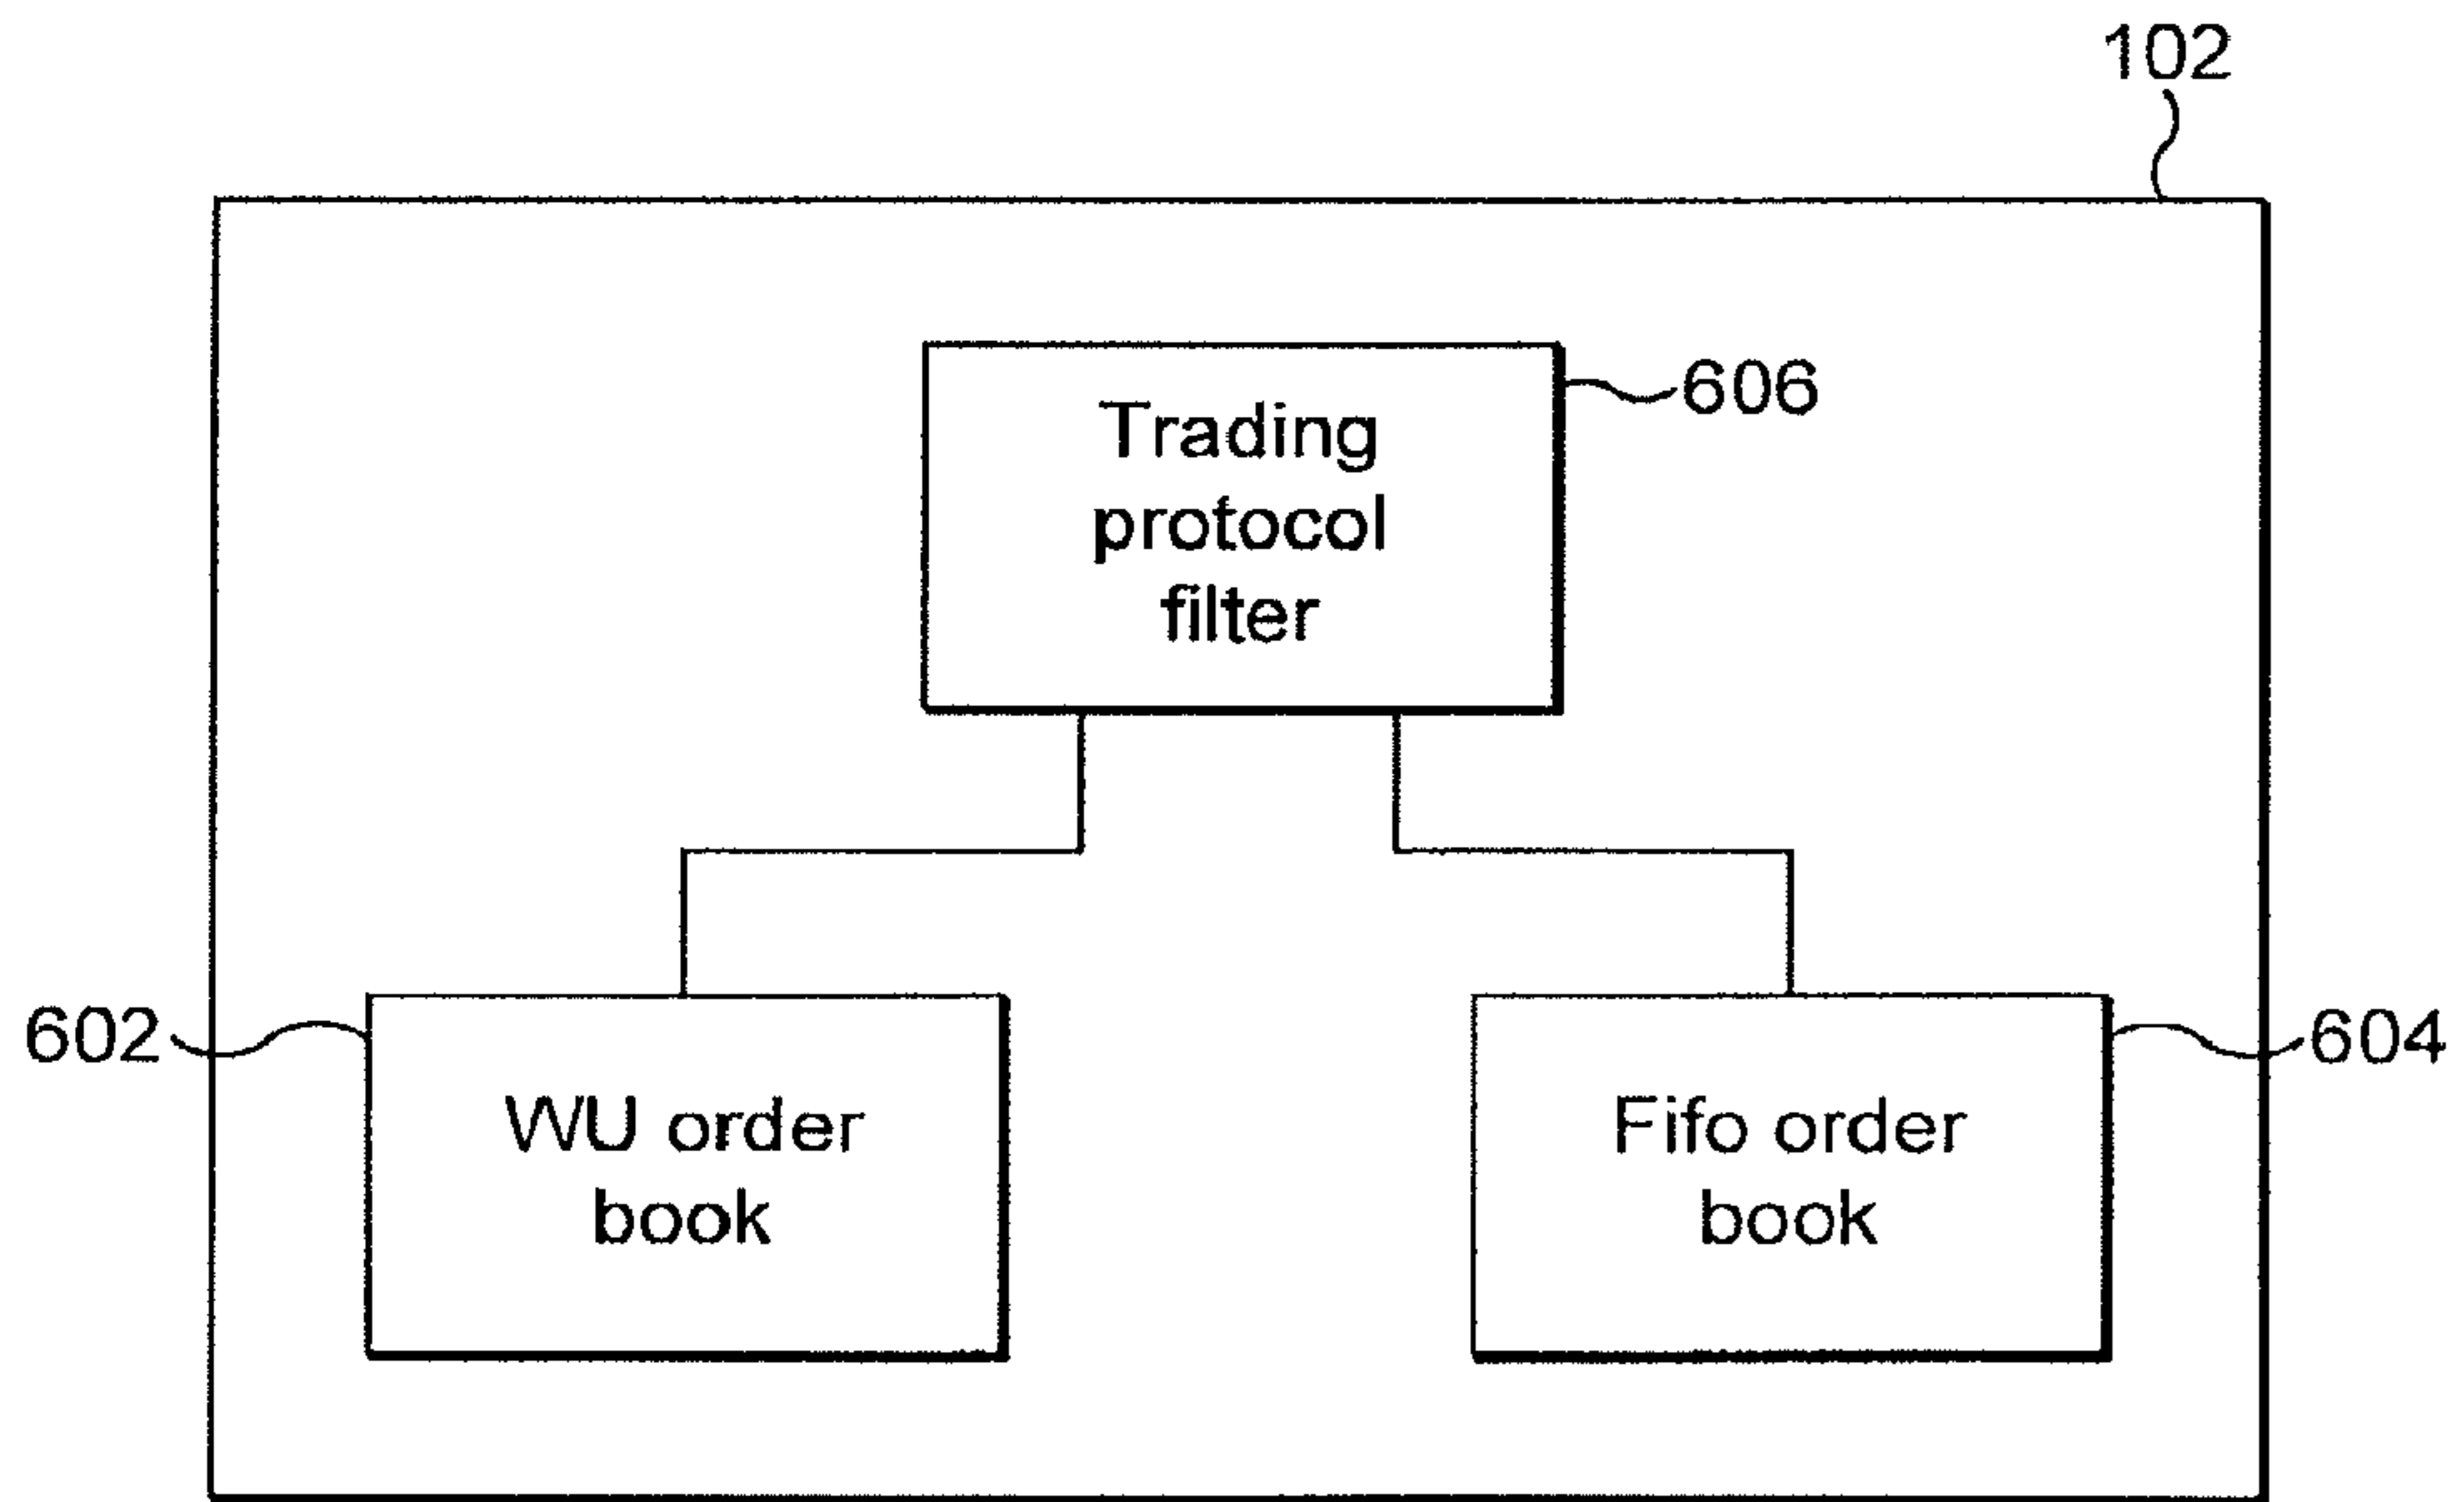 102
Trading
606
protocol
filter
602
604
WU order
book
Fifo order
book